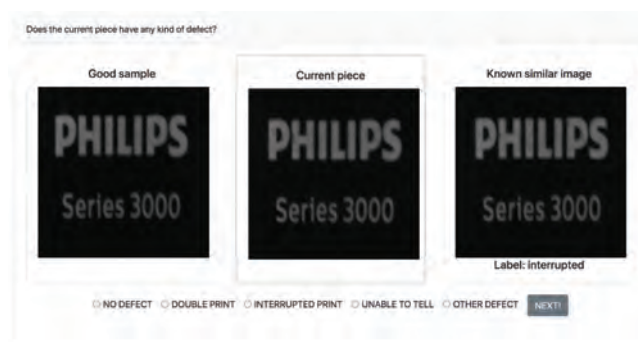 Does the current piece have any kind of defect?
Good sample
Current piece
Known similar image
PHILIPS
Series 3000
PHILIPS
Series 3000
PHILIPS
Series 3000
Label: interrupted
NO DEFECT DOUBLE PRINT INTERRUPTED PRINT UNABLE TO TELL OTHER DEFECT NEXT!